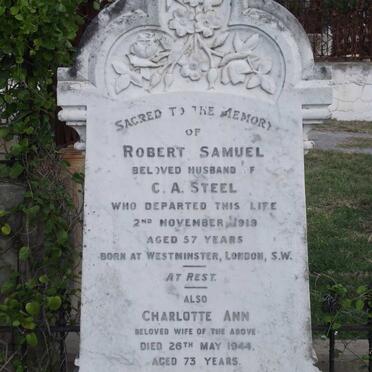 SACRED TO THE MEMORY
OF
ROBERT SAMUEL
BELOVED HUSBAND OF
C. A. STEEL
WHO DEPARTED THIS LIFE
2ND NOVEMBER, 1919
AGED 57 YEARS
BORN AT WESTMINSTER, LONDON, S.W.
AT REST.
ALSO
CHARLOTTE ANN
BELOVED WIFE OF THE ABOVE
DIED 26TH MAY 1944.
AGED 73 YEARS.